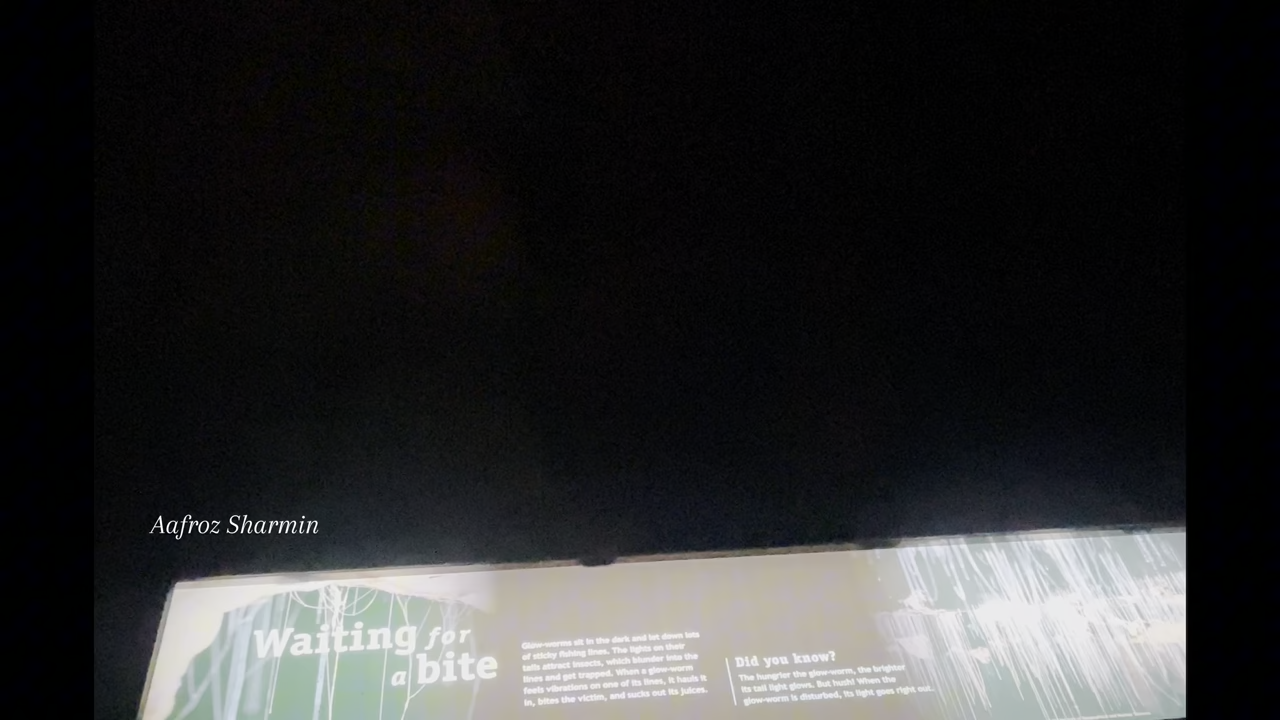 Aafroz Sharmin
Waiting for
a bite
Glow-worms sit in the dark and let down lots
of sticky fishing lines. The lights on their
tails attract insects, which blunder into the
lines and get trapped. When a glow-worm
feels vibrations on one of its lines, it hauls it
in, bites the victim, and sucks out its juices.
Did you know?
The hungrier the glow-worm, the brighter
its tail light glows. But hush! When the
glow-worm is disturbed, its light goes right out.